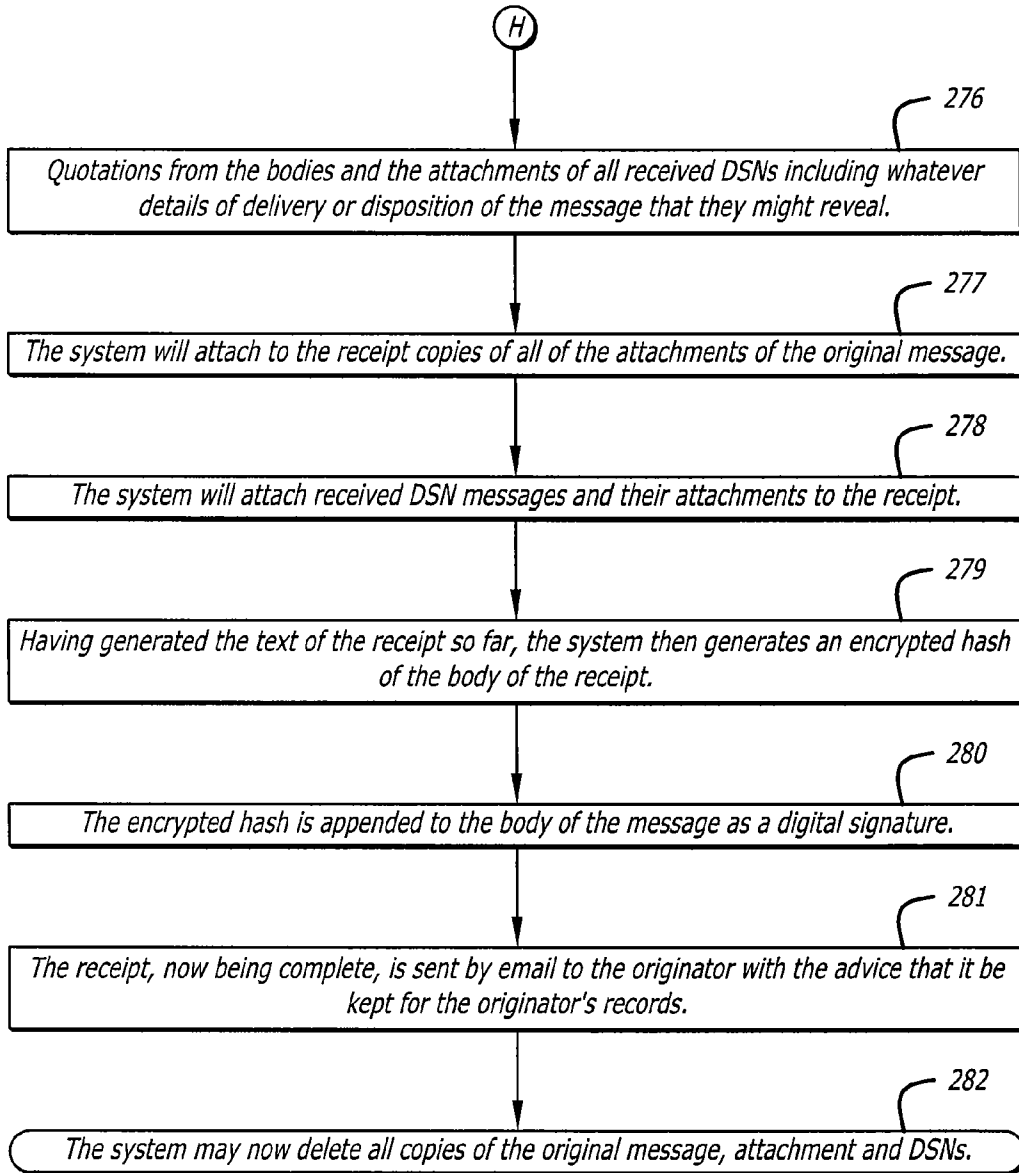 H
276
Quotations from the bodies and the attachments of all received DSNs including whatever
details of delivery or disposition of the message that they might reveal.
277
The system will attach to the receipt copies of all of the attachments of the original message.
278
The system will attach received DSN messages and their attachments to the receipt.
279
Having generated the text of the receipt so far, the system then generates an encrypted hash
of the body of the receipt.
280
The encrypted hash is appended to the body of the message as a digital signature.
281
The receipt, now being complete, is sent by email to the originator with the advice that it be
kept for the originator's records.
282
The system may now delete all copies of the original message, attachment and DSNs.